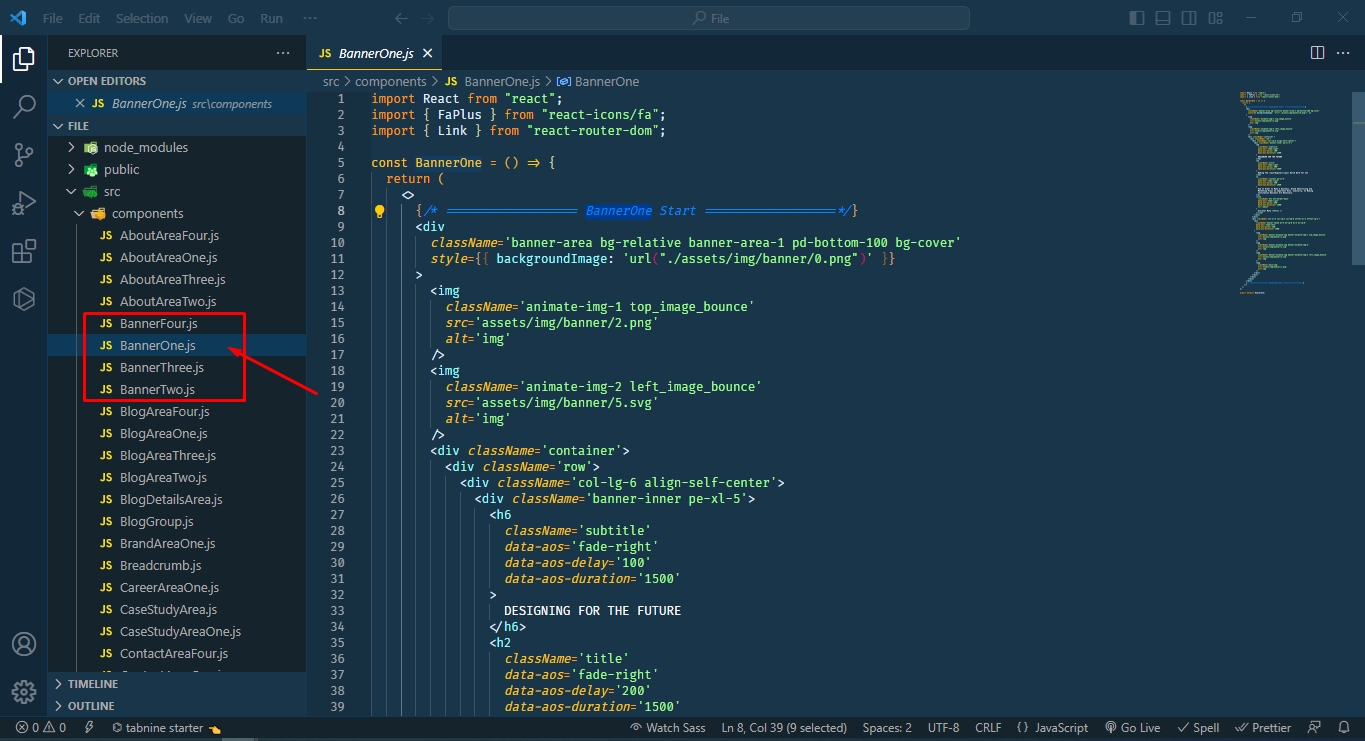 File Edit Selection View Go Run ··· File
EXPLORER ···
OPEN EDITORS
JS BannerOne.js src\components
FILE
node_modules
public
src
components
JS AboutAreaFour.js
JS AboutAreaOne.js
JS AboutAreaThree.js
JS AboutAreaTwo.js
JS BannerFour.js
JS BannerOne.js
JS BannerThree.js
JS BannerTwo.js
JS BlogAreaFour.js
JS BlogAreaOne.js
JS BlogAreaThree.js
JS BlogAreaTwo.js
JS BlogDetailsArea.js
JS BlogGroup.js
JS BrandAreaOne.js
JS Breadcrumb.js
JS CareerAreaOne.js
JS CaseStudyArea.js
JS CaseStudyAreaOne.js
JS ContactAreaFour.js
TIMELINE
OUTLINE
JS BannerOne.js
src > components > JS BannerOne.js > BannerOne
1 import React from "react";
2 import { FaPlus } from "react-icons/fa";
3 import { Link } from "react-router-dom";
4
5 const BannerOne = () => {
6 return (
7 <>
8 {/* ================== BannerOne Start ==================*/}
9 <div
10 className='banner-area bg-relative banner-area-1 pd-bottom-100 bg-cover'
11 style={{ backgroundImage: 'url("./assets/img/banner/0.png")' }}
12 >
13 <img
14 className='animate-img-1 top_image_bounce'
15 src='assets/img/banner/2.png'
16 alt='img'
17 />
18 <img
19 className='animate-img-2 left_image_bounce'
20 src='assets/img/banner/5.svg'
21 alt='img'
22 />
23 <div className='container'>
24 <div className='row'>
25 <div className='col-lg-6 align-self-center'>
26 <div className='banner-inner pe-xl-5'>
27 <h6
28 className='subtitle'
29 data-aos='fade-right'
30 data-aos-delay='100'
31 data-aos-duration='1500'
32 >
33 DESIGNING FOR THE FUTURE
34 </h6>
35 <h2
36 className='title'
37 data-aos='fade-right'
38 data-aos-delay='200'
39 data-aos-duration='1500'
0 0 tabnine starter Watch Sass Ln 8, Col 39 (9 selected) Spaces: 2 UTF-8 CRLF {} JavaScript Go Live Spell Prettier